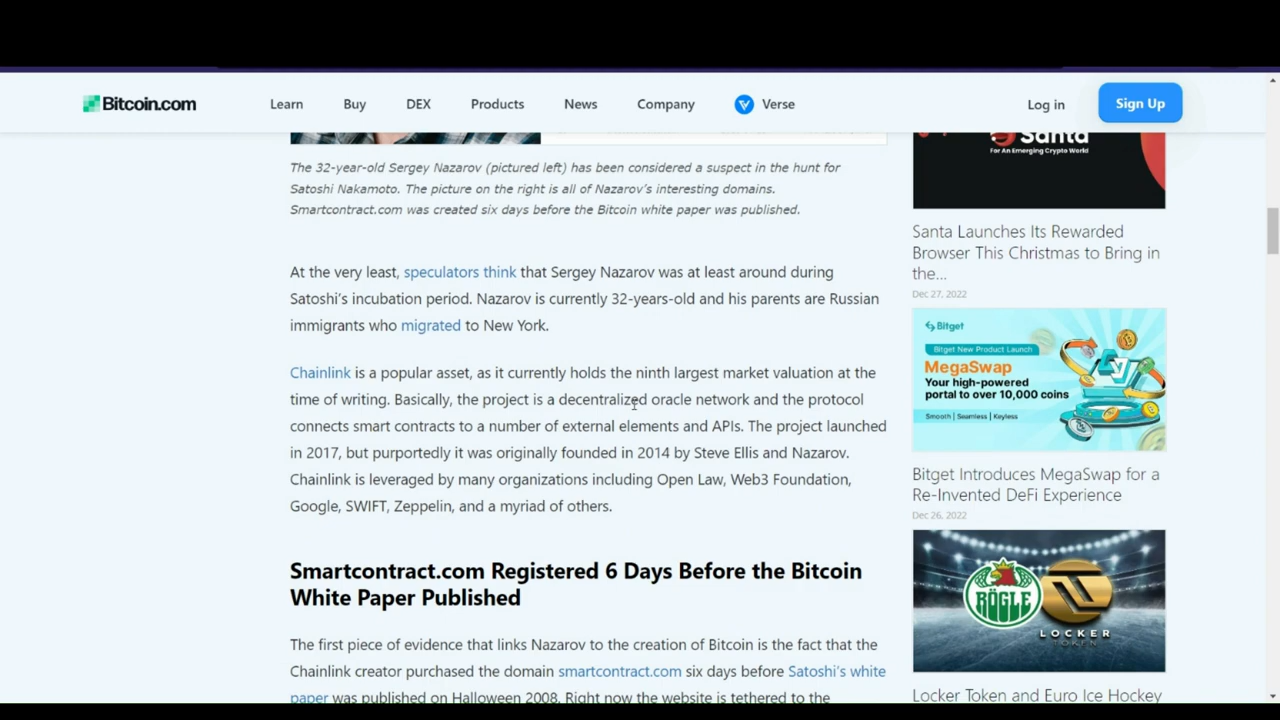 Bitcoin.com
Learn
Buy
DEX
Products
News
Company
Verse
Log in
Sign Up
The 32-year-old Sergey Nazarov (pictured left) has been considered a suspect in the hunt for
Satoshi Nakamoto. The picture on the right is all of Nazarov's interesting domains.
Smartcontract.com was created six days before the Bitcoin white paper was published.
At the very least, speculators think that Sergey Nazarov was at least around during
Satoshi's incubation period. Nazarov is currently 32-years-old and his parents are Russian
immigrants who migrated to New York.
Chainlink is a popular asset, as it currently holds the ninth largest market valuation at the
time of writing. Basically, the project is a decentralized oracle network and the protocol
connects smart contracts to a number of external elements and APIs. The project launched
in 2017, but purportedly it was originally founded in 2014 by Steve Ellis and Nazarov.
Chainlink is leveraged by many organizations including Open Law, Web3 Foundation,
Google, SWIFT, Zeppelin, and a myriad of others.
Smartcontract.com Registered 6 Days Before the Bitcoin
White Paper Published
The first piece of evidence that links Nazarov to the creation of Bitcoin is the fact that the
Chainlink creator purchased the domain smartcontract.com six days before Satoshi's white
paper was published on Halloween 2008. Right now the website is tethered to the
Santa
For An Emerging Crypto World
Santa Launches Its Rewarded
Browser This Christmas to Bring in
the...
Dec 27, 2022
Bitget
Bitget New Product Launch
MegaSwap
Your high-powered
portal to over 10,000 coins
Smooth | Seamless | Keyless
Bitget Introduces MegaSwap for a
Re-Invented DeFi Experience
Dec 26, 2022
RÖGLE
LOCKER
TOKEN
Locker Token and Euro Ice Hockey